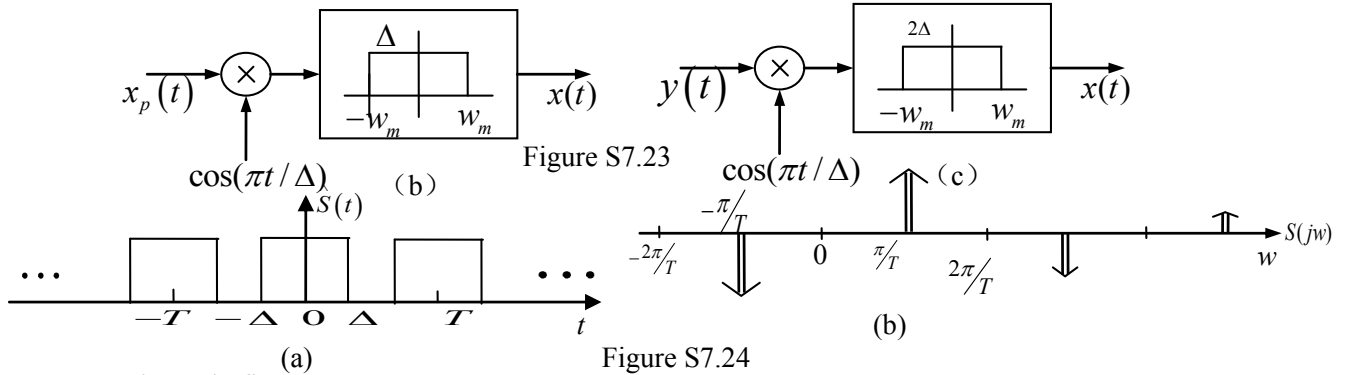 Δ
x_p(t)
×
−w_m
w_m
x(t)
cos(πt/Δ)
(b)
2Δ
y(t)
×
−w_m
w_m
x(t)
cos(πt/Δ)
(c)
Figure S7.23
S(t)
...
...
−T
−Δ
0
Δ
T
t
(a)
−π/T
−2π/T
0
π/T
2π/T
S(jw)
w
(b)
Figure S7.24